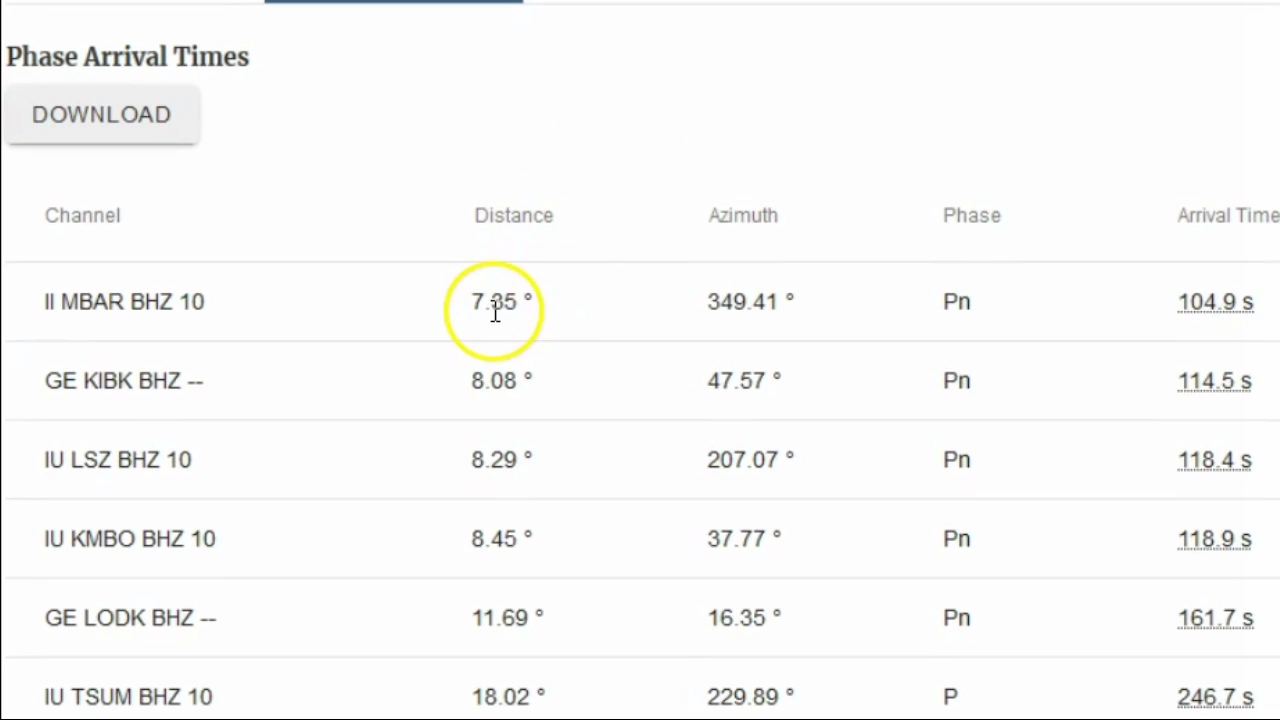 Phase Arrival Times
DOWNLOAD
Channel Distance Azimuth Phase Arrival Time
II MBAR BHZ 10 7.35 ° 349.41 ° Pn 104.9 s
GE KIBK BHZ -- 8.08 ° 47.57 ° Pn 114.5 s
IU LSZ BHZ 10 8.29 ° 207.07 ° Pn 118.4 s
IU KMBO BHZ 10 8.45 ° 37.77 ° Pn 118.9 s
GE LODK BHZ -- 11.69 ° 16.35 ° Pn 161.7 s
IU TSUM BHZ 10 18.02 ° 229.89 ° P 246.7 s